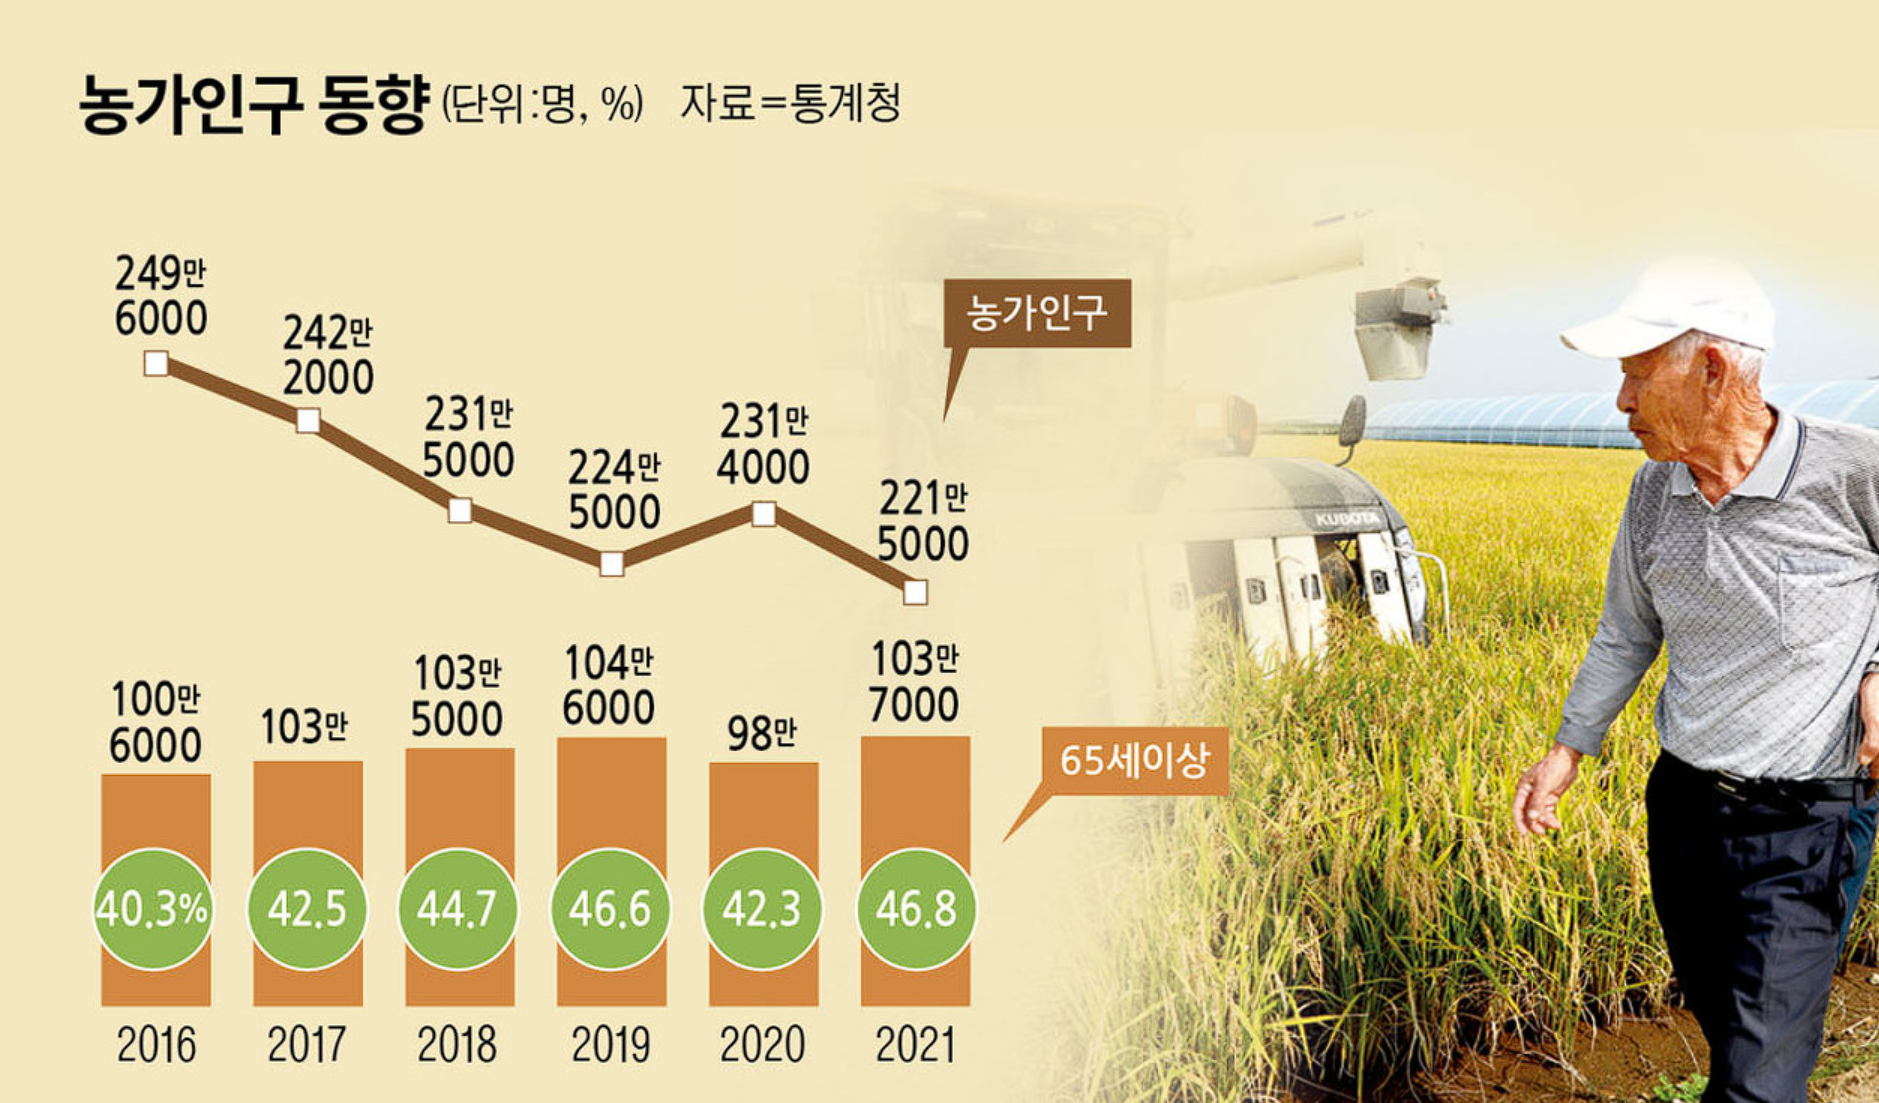 농가인구 동향 (단위:명, %) 자료=통계청
249만
6000
242만
2000
231만
5000
224만
5000
231만
4000
221만
5000
농가인구
100만
6000
103만
103만
5000
104만
6000
98만
103만
7000
65세이상
40.3%
42.5
44.7
46.6
42.3
46.8
2016
2017
2018
2019
2020
2021
KUBOTA